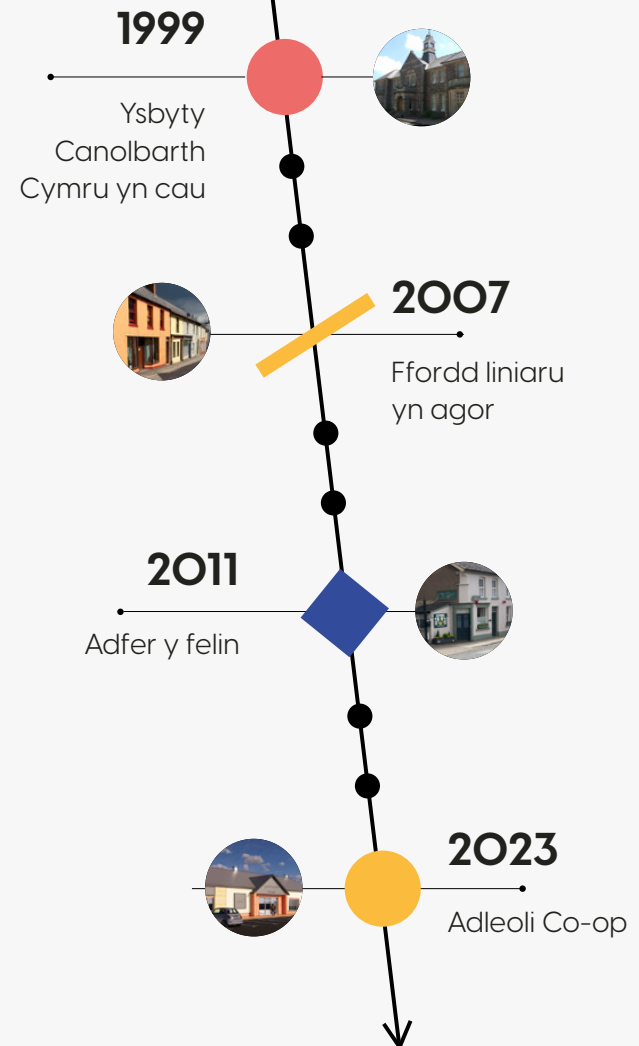 1999
Ysbyty
Canolbarth
Cymru yn cau
2007
Ffordd liniaru
yn agor
2011
Adfer y felin
2023
Adleoli Co-op